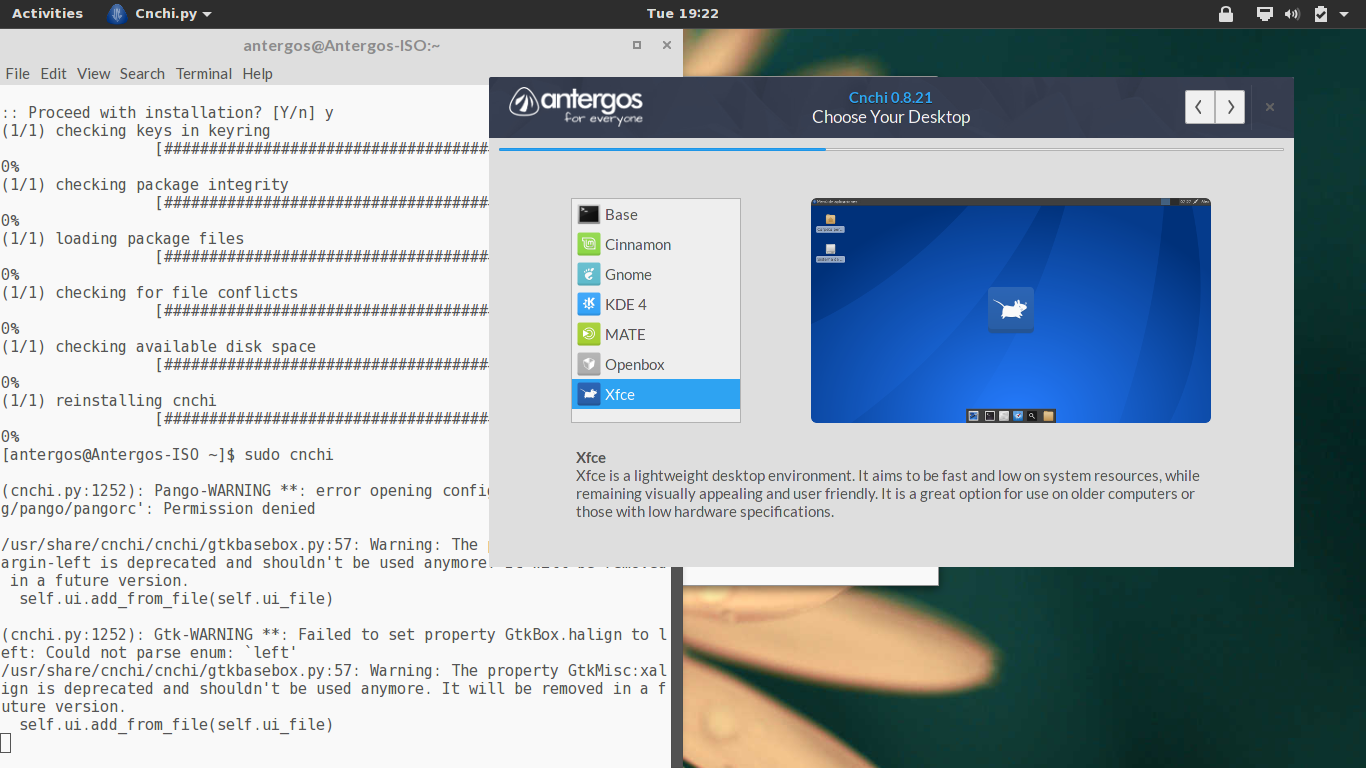 Activities Cnchi.py Tue 19:22
antergos@Antergos-ISO:~
File Edit View Search Terminal Help
:: Proceed with installation? [Y/n] y
(1/1) checking keys in keyring
[####################################
0%
(1/1) checking package integrity
[####################################
0%
(1/1) loading package files
[####################################
0%
(1/1) checking for file conflicts
[####################################
0%
(1/1) checking available disk space
[####################################
0%
(1/1) reinstalling cnchi
[####################################
0%
[antergos@Antergos-ISO ~]$ sudo cnchi
(cnchi.py:1252): Pango-WARNING **: error opening config
g/pango/pangorc': Permission denied
/usr/share/cnchi/cnchi/gtkbasebox.py:57: Warning: The
argin-left is deprecated and shouldn't be used anymore. It will be removed
in a future version.
self.ui.add_from_file(self.ui_file)
(cnchi.py:1252): Gtk-WARNING **: Failed to set property GtkBox.halign to l
eft: Could not parse enum: `left'
/usr/share/cnchi/cnchi/gtkbasebox.py:57: Warning: The property GtkMisc:xal
ign is deprecated and shouldn't be used anymore. It will be removed in a f
uture version.
self.ui.add_from_file(self.ui_file)
antergos
for everyone
Cnchi 0.8.21
Choose Your Desktop
Base
Cinnamon
Gnome
KDE 4
MATE
Openbox
Xfce
Xfce
Xfce is a lightweight desktop environment. It aims to be fast and low on system resources, while
remaining visually appealing and user friendly. It is a great option for use on older computers or
those with low hardware specifications.